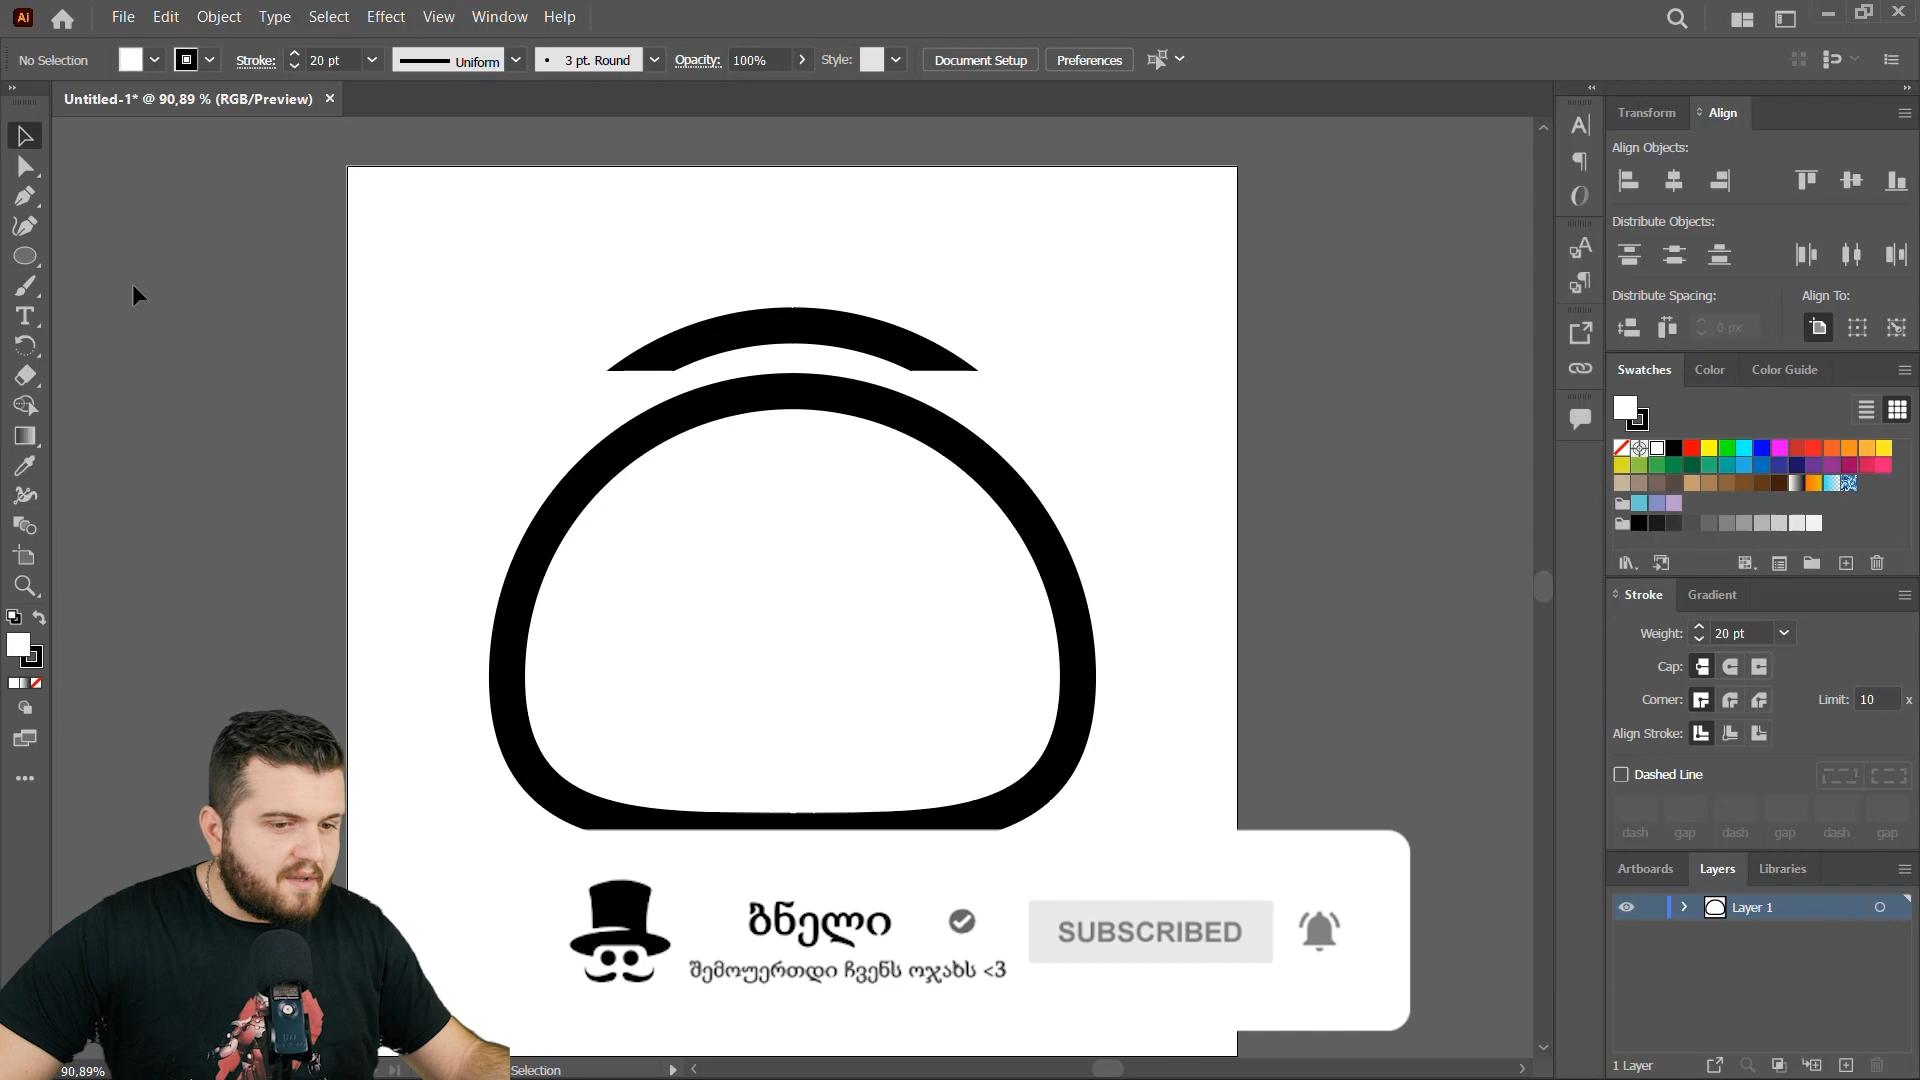 Ai File Edit Object Type Select Effect View Window Help
No Selection Stroke: 20 pt Uniform 3 pt. Round Opacity: 100% Style: Document Setup Preferences
Untitled-1* @ 90,89 % (RGB/Preview)
Transform Align
Align Objects:
Distribute Objects:
Distribute Spacing: Align To:
0 px
Swatches Color Color Guide
Stroke Gradient
Weight: 20 pt
Cap:
Corner: Limit: 10 x
Align Stroke:
Dashed Line
dash gap dash gap dash gap
Artboards Layers Libraries
Layer 1
ბნელი
SUBSCRIBED
შემოუერთდი ჩვენს ოჯახს <3
1 Layer
90,89% Selection